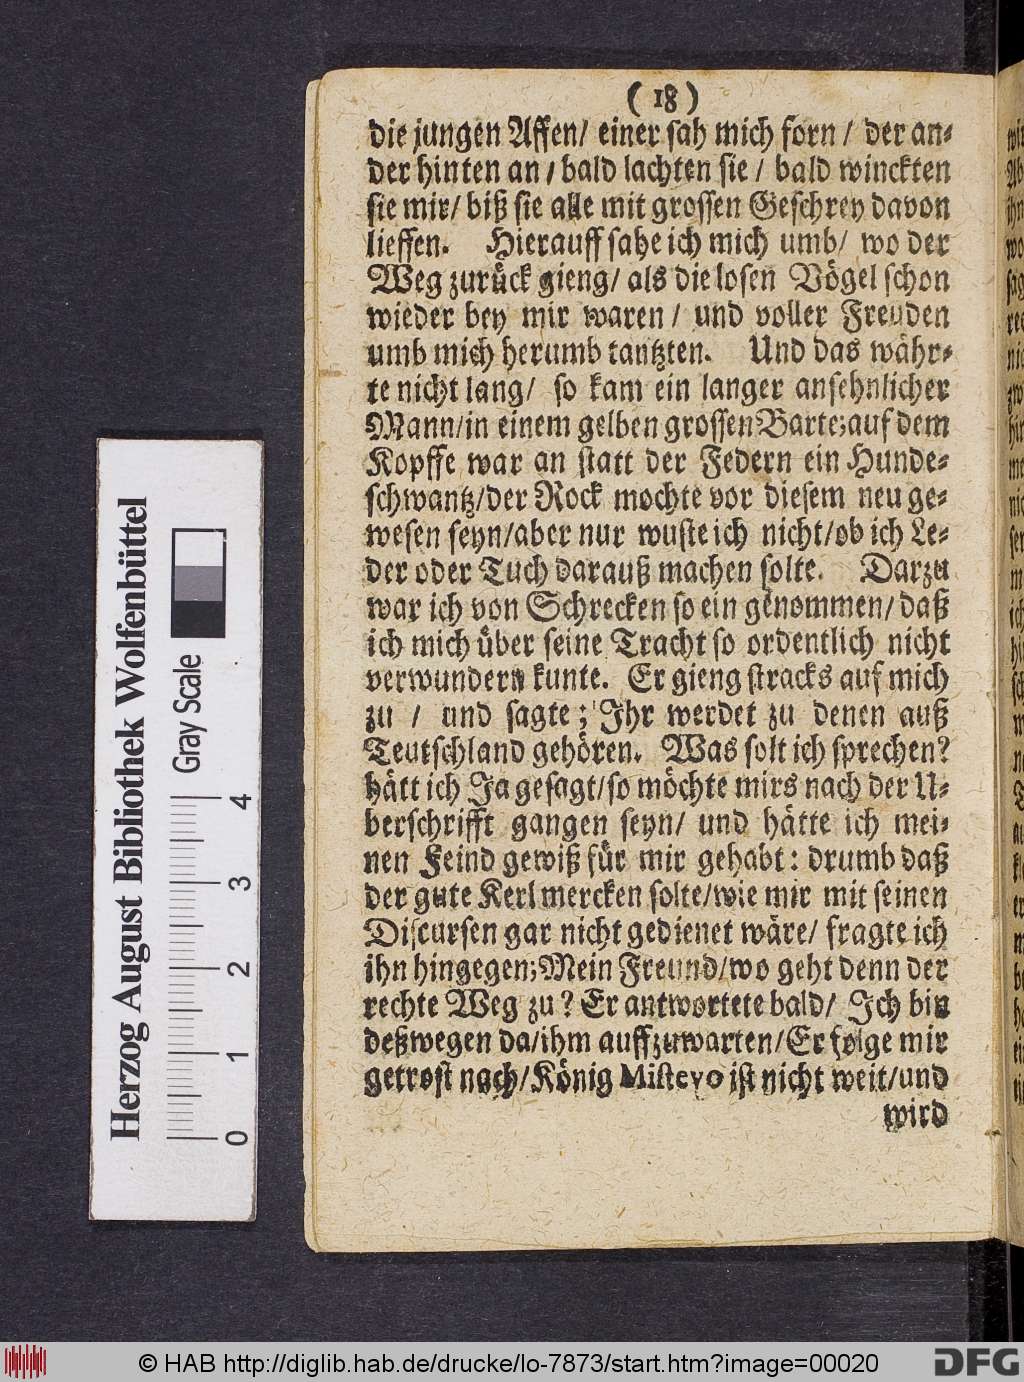 ( 18 )
die jungen Affen/ einer sah mich forn / der an-
der hinten an / bald lachten sie / bald winckten
sie mir/ biß sie alle mit grossen Geschrey davon
lieffen. Hierauff sahe ich mich umb/ wo der
Weg zurück gieng/ als die losen Vögel schon
wieder bey mir waren / und voller Freuden
umb mich herumb tantzten. Und das währ-
te nicht lang/ so kam ein langer ansehnlicher
Mann/in einem gelben grossen Barte;auf dem
Kopffe war an statt der Federn ein Hunde-
schwantz/der Rock mochte vor diesem neu ge-
wesen seyn/aber nur wuste ich nicht/ob ich Le-
der oder Tuch darauß machen solte. Darzu
war ich von Schrecken so ein genommen/ daß
ich mich über seine Tracht so ordentlich nicht
verwundern kunte. Er gieng stracks auf mich
zu / und sagte ; Ihr werdet zu denen auß
Teutschland gehören. Was solt ich sprechen?
hätt ich Ja gesagt/so möchte mirs nach der U-
berschrifft gangen seyn/ und hätte ich mei-
nen Feind gewiß für mir gehabt : drumb daß
der gute Kerl mercken solte/wie mir mit seinen
Discursen gar nicht gedienet wäre/ fragte ich
ihn hingegen;Mein Freund/wo geht denn der
rechte Weg zu ? Er antwortete bald/ Ich bin
deßwegen da/ihm auffzuwarten/Er folge mir
getrost nach/König Misteyo ist nicht weit/und
wird
Herzog August Bibliothek Wolfenbüttel
Gray Scale
0 1 2 3 4
© HAB http://diglib.hab.de/drucke/lo-7873/start.htm?image=00020
DFG